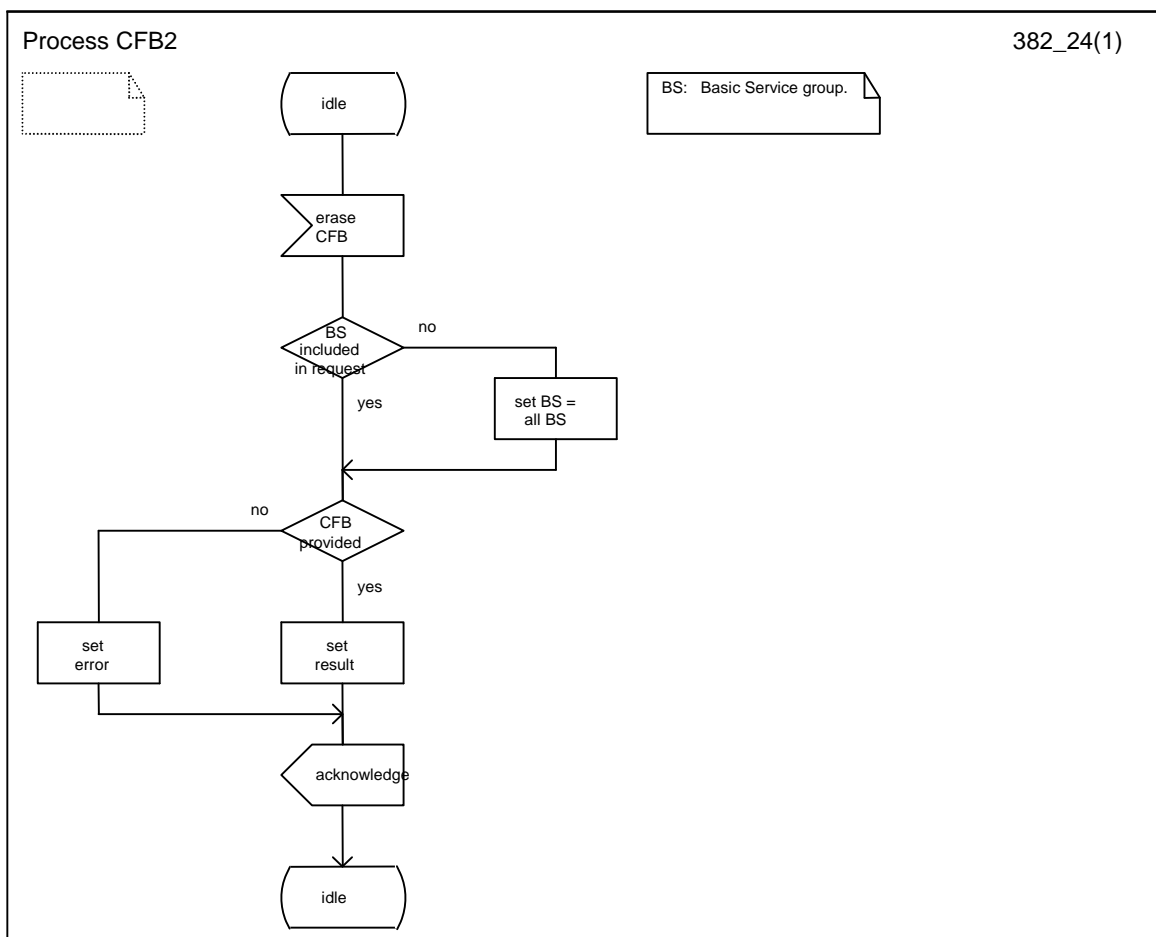 Process CFB2
382_24(1)
idle
BS: Basic Service group.
erase
CFB
BS
included
in request
no
yes
set BS =
all BS
no
CFB
provided
yes
set
error
set
result
acknowledge
idle